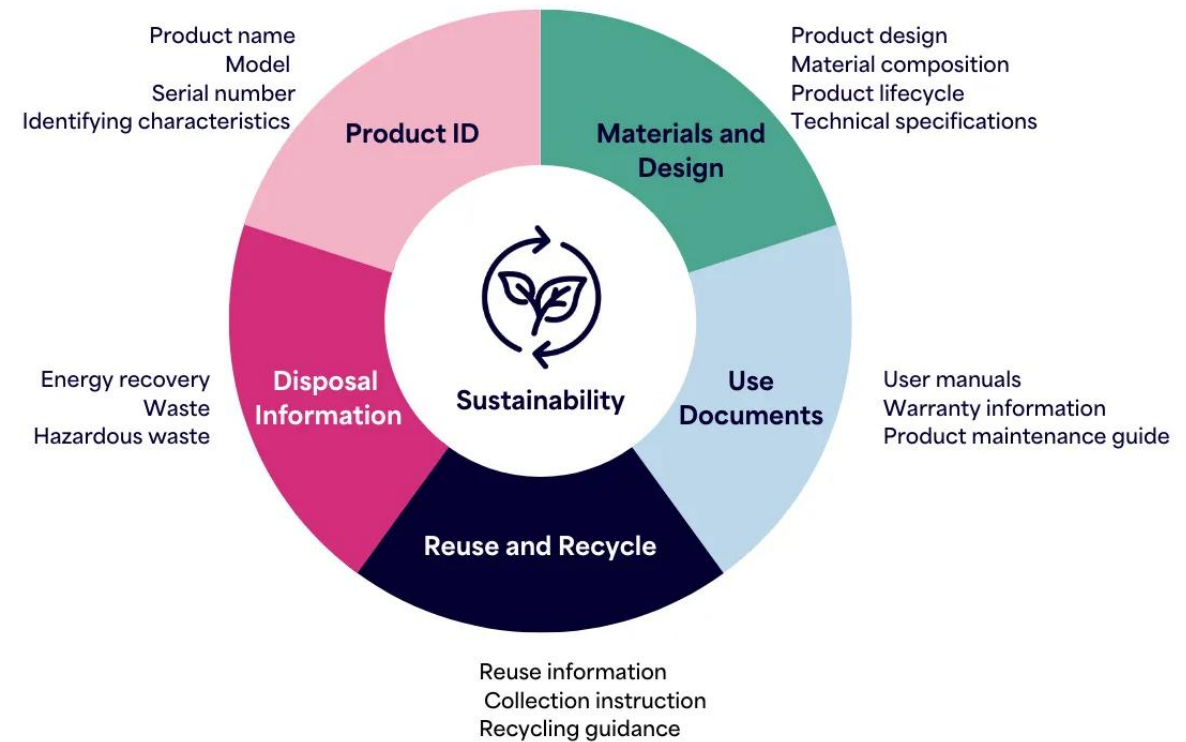 Product name
Model
Serial number
Identifying characteristics
Product ID
Materials and
Design
Product design
Material composition
Product lifecycle
Technical specifications
Energy recovery
Waste
Hazardous waste
Disposal
Information
Sustainability
Use
Documents
User manuals
Warranty information
Product maintenance guide
Reuse and Recycle
Reuse information
Collection instruction
Recycling guidance